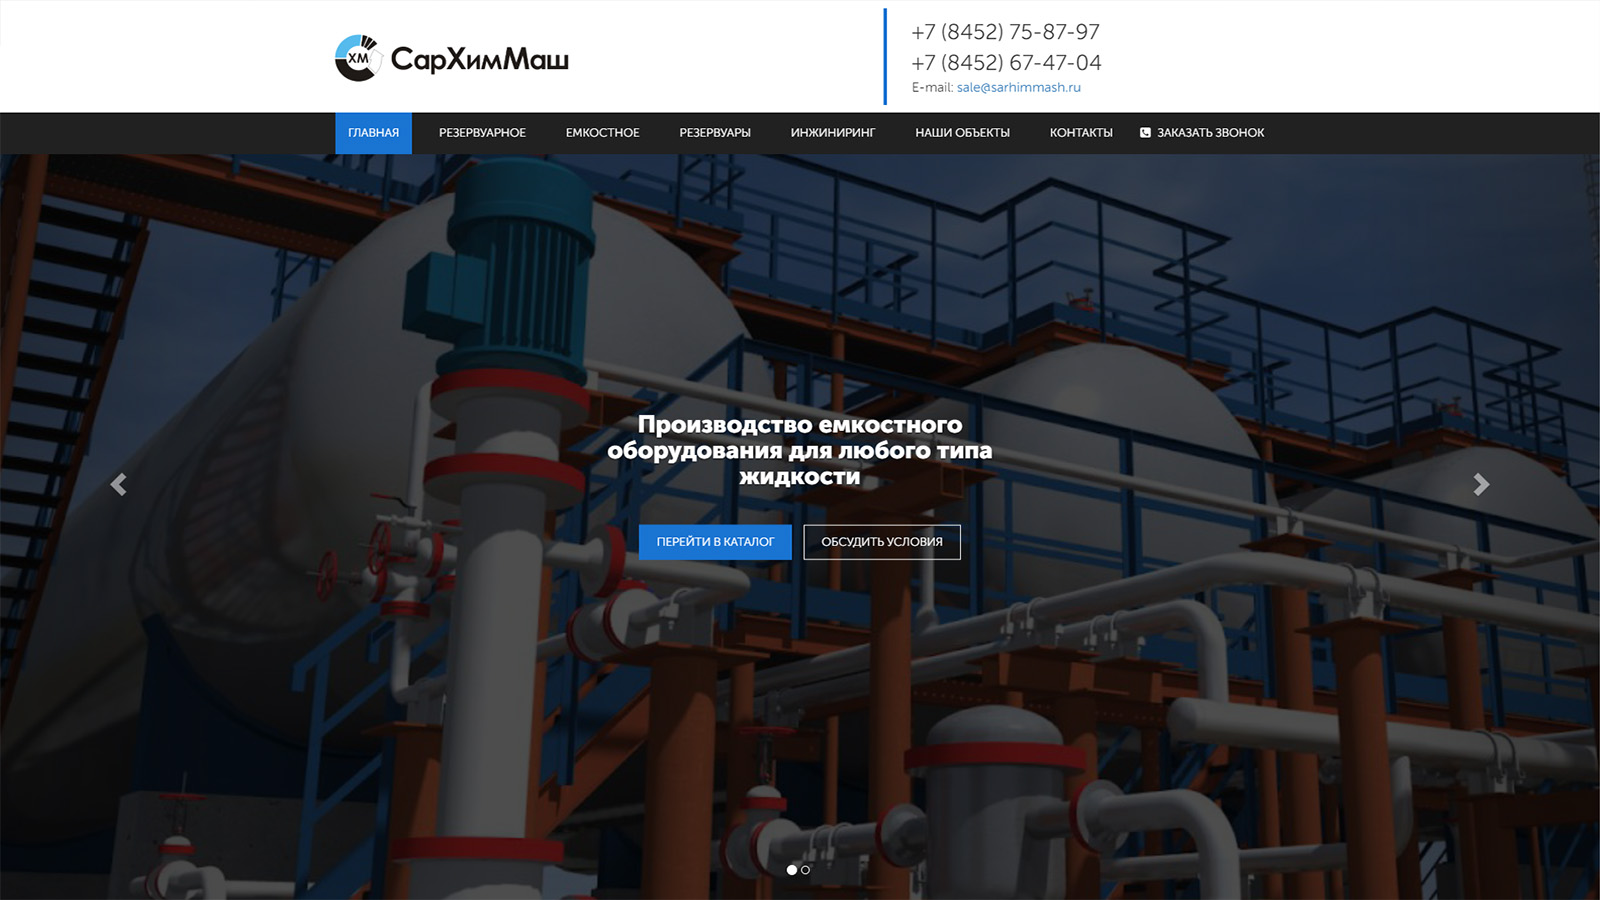 ХМ СарХимМаш
+7 (8452) 75-87-97
+7 (8452) 67-47-04
E-mail: sale@sarhimmash.ru
ГЛАВНАЯ РЕЗЕРВУАРНОЕ ЕМКОСТНОЕ РЕЗЕРВУАРЫ ИНЖИНИРИНГ НАШИ ОБЪЕКТЫ КОНТАКТЫ ЗАКАЗАТЬ ЗВОНОК
Производство емкостного
оборудования для любого типа
жидкости
ПЕРЕЙТИ В КАТАЛОГ ОБСУДИТЬ УСЛОВИЯ